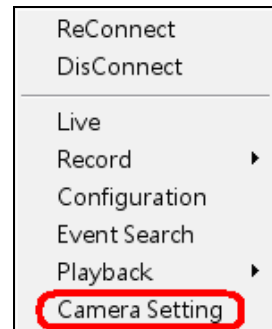 ReConnect
DisConnect
Live
Record
Configuration
Event Search
Playback
Camera Setting